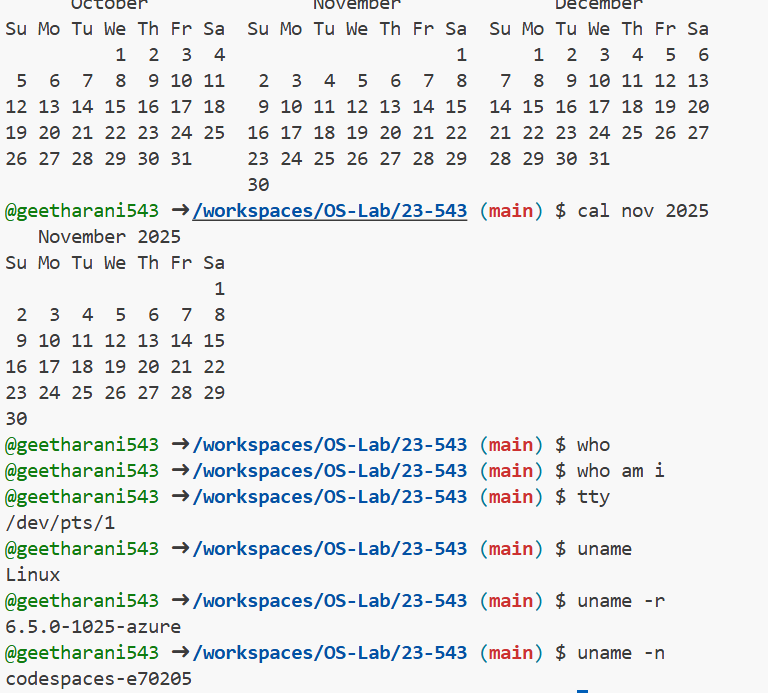 October                 November                December
Su Mo Tu We Th Fr Sa  Su Mo Tu We Th Fr Sa  Su Mo Tu We Th Fr Sa
          1  2  3  4                     1      1  2  3  4  5  6
 5  6  7  8  9 10 11   2  3  4  5  6  7  8   7  8  9 10 11 12 13
12 13 14 15 16 17 18   9 10 11 12 13 14 15  14 15 16 17 18 19 20
19 20 21 22 23 24 25  16 17 18 19 20 21 22  21 22 23 24 25 26 27
26 27 28 29 30 31     23 24 25 26 27 28 29  28 29 30 31
                      30
@geetharani543 ➜/workspaces/OS-Lab/23-543 (main) $ cal nov 2025
   November 2025
Su Mo Tu We Th Fr Sa
                   1
 2  3  4  5  6  7  8
 9 10 11 12 13 14 15
16 17 18 19 20 21 22
23 24 25 26 27 28 29
30
@geetharani543 ➜/workspaces/OS-Lab/23-543 (main) $ who
@geetharani543 ➜/workspaces/OS-Lab/23-543 (main) $ who am i
@geetharani543 ➜/workspaces/OS-Lab/23-543 (main) $ tty
/dev/pts/1
@geetharani543 ➜/workspaces/OS-Lab/23-543 (main) $ uname
Linux
@geetharani543 ➜/workspaces/OS-Lab/23-543 (main) $ uname -r
6.5.0-1025-azure
@geetharani543 ➜/workspaces/OS-Lab/23-543 (main) $ uname -n
codespaces-e70205